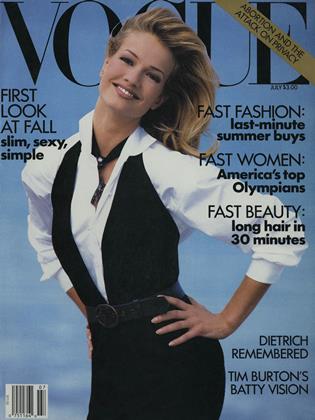 VOGUE
ABORTION AND THE
ATTACK ON PRIVACY
JULY $3.00
FIRST
LOOK
AT FALL
slim, sexy,
simple
FAST FASHION:
last-minute
summer buys
FAST WOMEN:
America's top
Olympians
FAST BEAUTY:
long hair in
30 minutes
DIETRICH
REMEMBERED
TIM BURTON'S
BATTY VISION
07